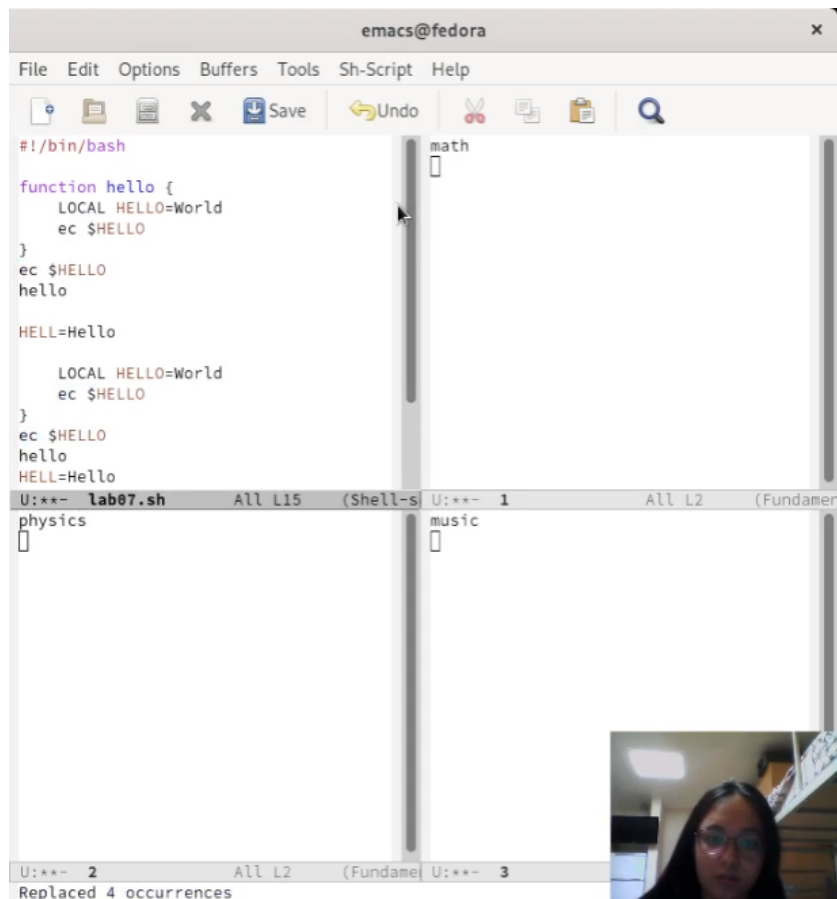 emacs@fedora ×
File Edit Options Buffers Tools Sh-Script Help
Save Undo
#!/bin/bash
function hello {
    LOCAL HELLO=World
    ec $HELLO
}
ec $HELLO
hello
HELL=Hello
    LOCAL HELLO=World
    ec $HELLO
}
ec $HELLO
hello
HELL=Hello
U:**- lab07.sh All L15 (Shell-s
math
U:**- 1 All L2 (Fundamen
physics
U:**- 2 All L2 (Fundame
music
U:**- 3
Replaced 4 occurrences